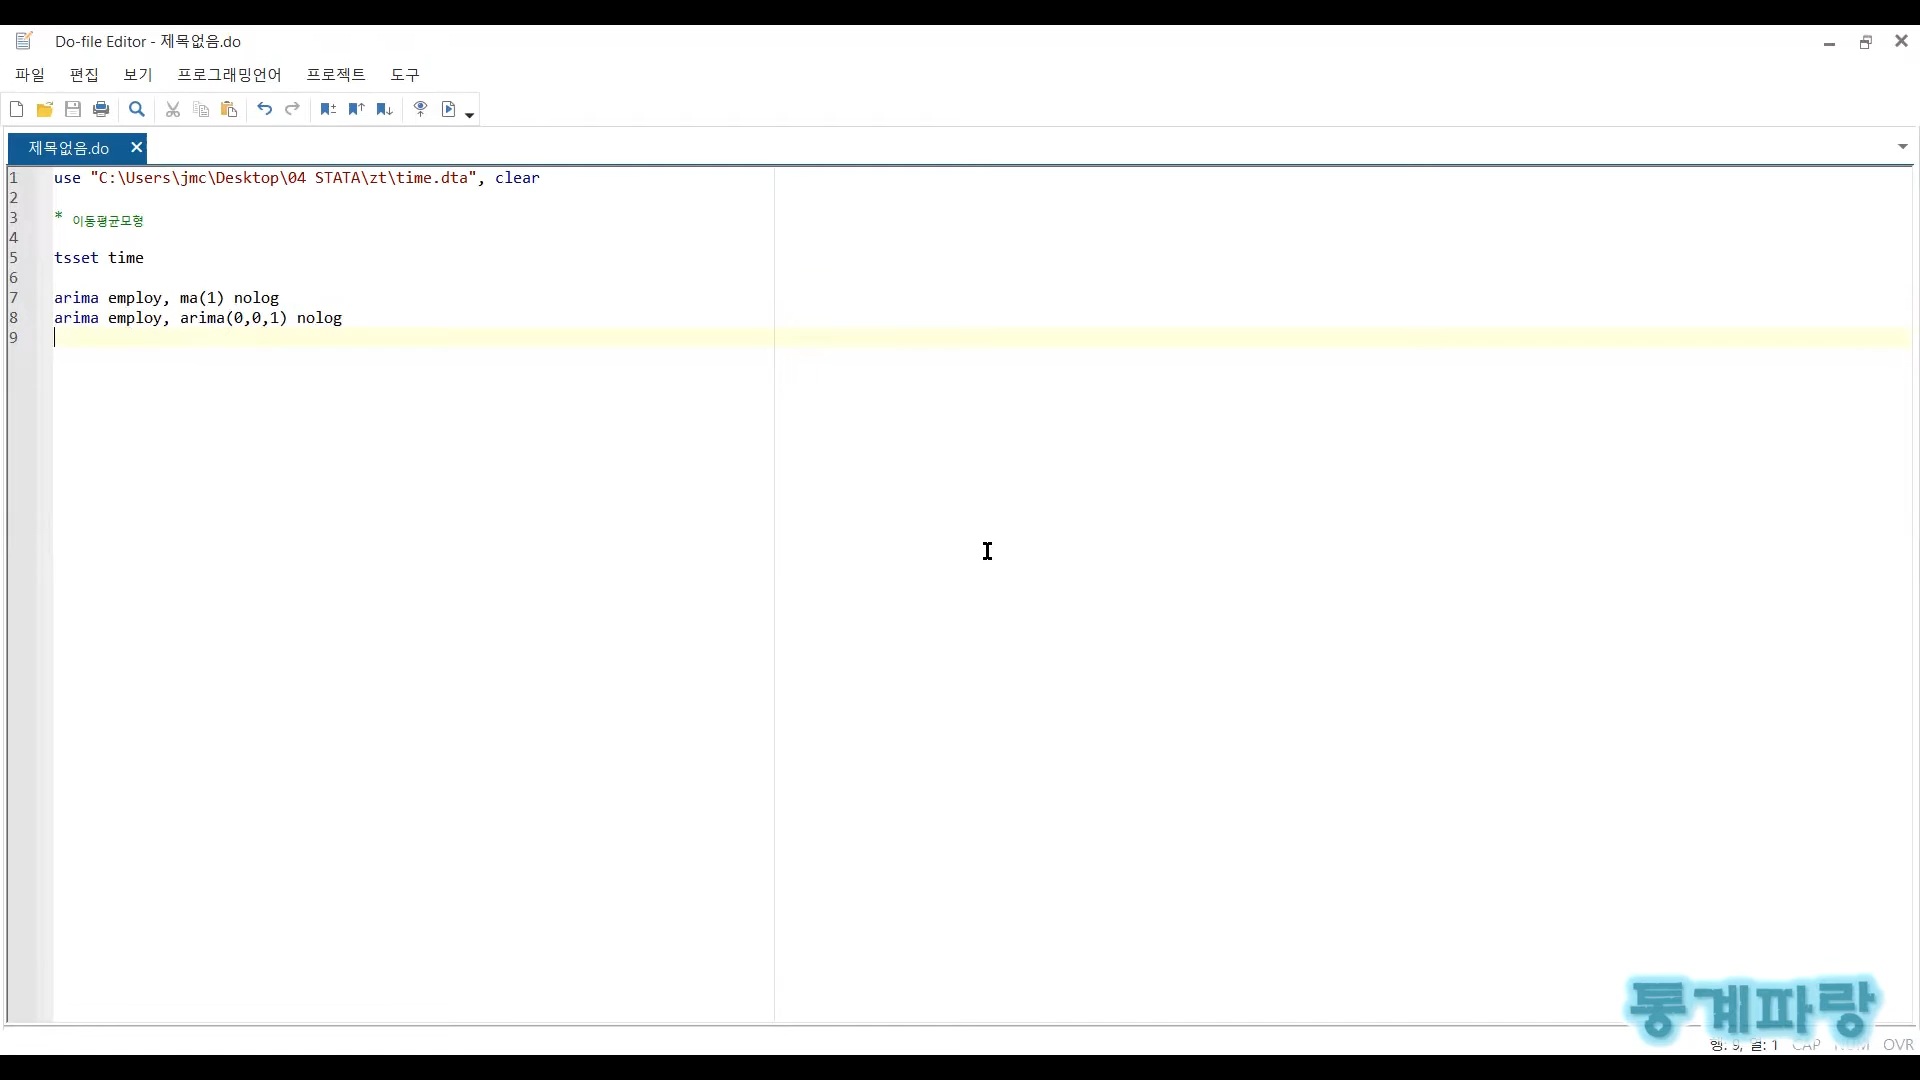 Do-file Editor - 제목없음.do
파일 편집 보기 프로그래밍언어 프로젝트 도구
제목없음.do
1 use "C:\Users\jmc\Desktop\04 STATA\zt\time.dta", clear
2
3 * 이동평균모형
4
5 tsset time
6
7 arima employ, ma(1) nolog
8 arima employ, arima(0,0,1) nolog
9
통계파랑
행: 9, 열: 1 CAP NUM OVR